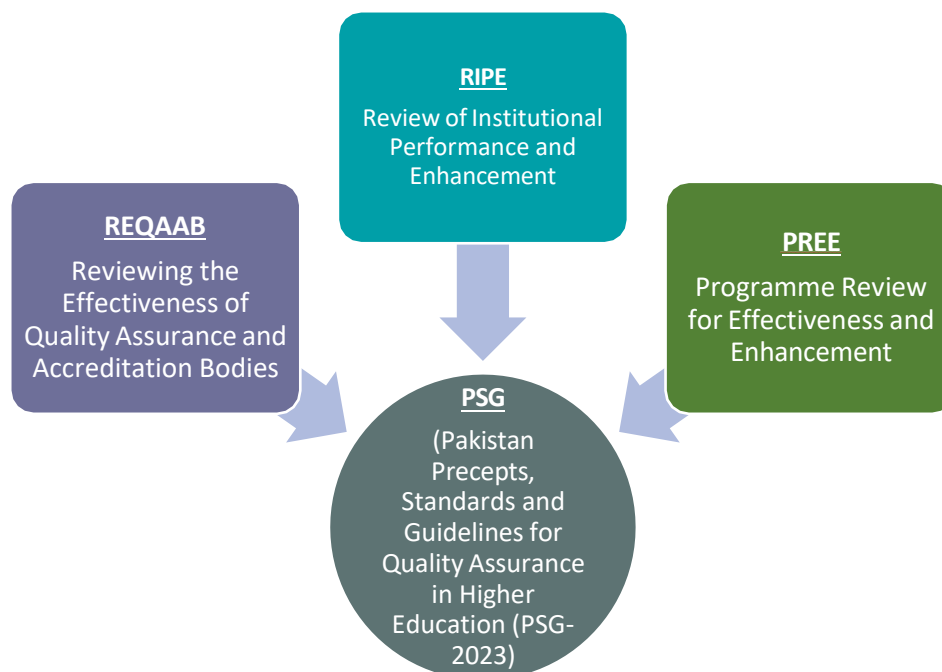 RIPE
Review of Institutional
Performance and
Enhancement
REQAAB
Reviewing the
Effectiveness of
Quality Assurance and
Accreditation Bodies
PREE
Programme Review
for Effectiveness and
Enhancement
PSG
(Pakistan
Precepts,
Standards and
Guidelines for
Quality Assurance
in Higher
Education (PSG-
2023)